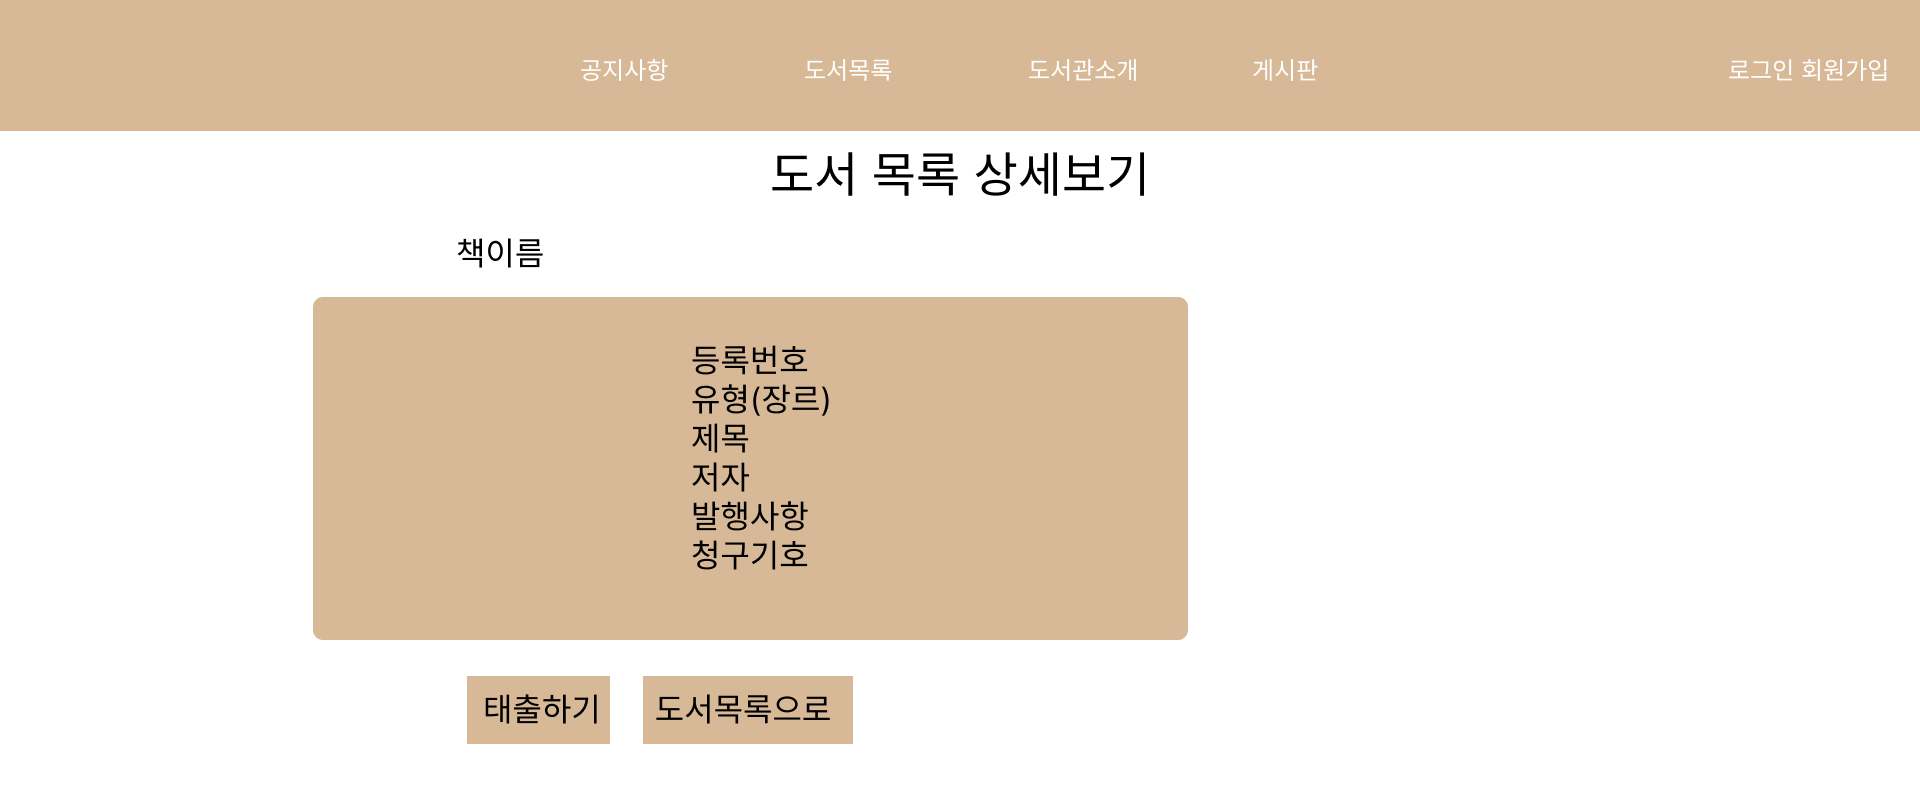 공지사항 도서목록 도서관소개 게시판 로그인 회원가입
도서 목록 상세보기
책이름
등록번호
유형(장르)
제목
저자
발행사항
청구기호
태출하기 도서목록으로